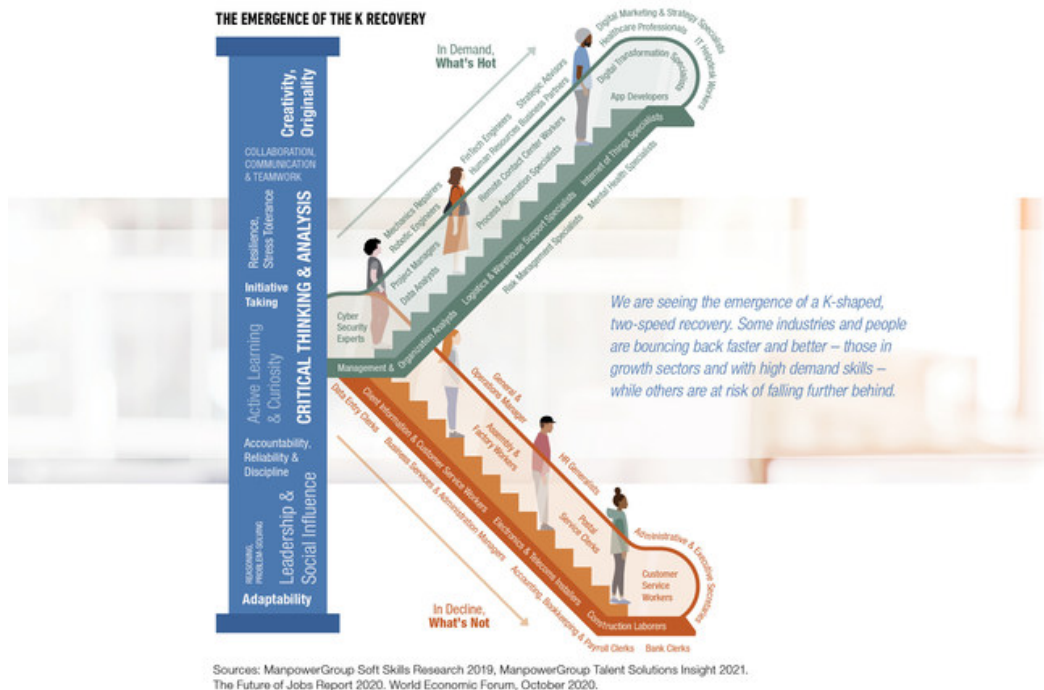 THE EMERGENCE OF THE K RECOVERY
Creativity,
Originality
COLLABORATION,
COMMUNICATION
& TEAMWORK
Resilience,
Stress Tolerance
CRITICAL THINKING & ANALYSIS
Initiative
Taking
Active Learning
& Curiosity
Accountability,
Reliability &
Discipline
Leadership &
Social Influence
REASONING,
PROBLEM-SOLVING
Adaptability
In Demand,
What's Hot
Mechanics Repairers
Robotic Engineers
FinTech Engineers
Strategic Advisors
Human Resources Business Partners
Digital Marketing & Strategy Specialists
Healthcare Professionals
IT Helpdesk Workers
Digital Transformation Specialists
App Developers
Project Managers
Data Analysts
Remote Contact Center Workers
Process Automation Specialists
Cyber
Security
Experts
Management & Organization Analysts
Logistics & Warehouse Support Specialists
Internet of Things Specialists
Risk Management Specialists
Mental Health Specialists
We are seeing the emergence of a K-shaped,
two-speed recovery. Some industries and people
are bouncing back faster and better – those in
growth sectors and with high demand skills –
while others are at risk of falling further behind.
General &
Operations Manager
Assembly &
Factory Workers
HR Generalists
Postal
Service Clerks
Administrative & Executive Secretaries
Customer
Service
Workers
Client Information & Customer Service Workers
Electronics & Telecoms Installers
Construction Laborers
Data Entry Clerks
Business Services & Administration Managers
Accounting, Bookkeeping & Payroll Clerks
Bank Clerks
In Decline,
What's Not
Sources: ManpowerGroup Soft Skills Research 2019, ManpowerGroup Talent Solutions Insight 2021.
The Future of Jobs Report 2020. World Economic Forum, October 2020.